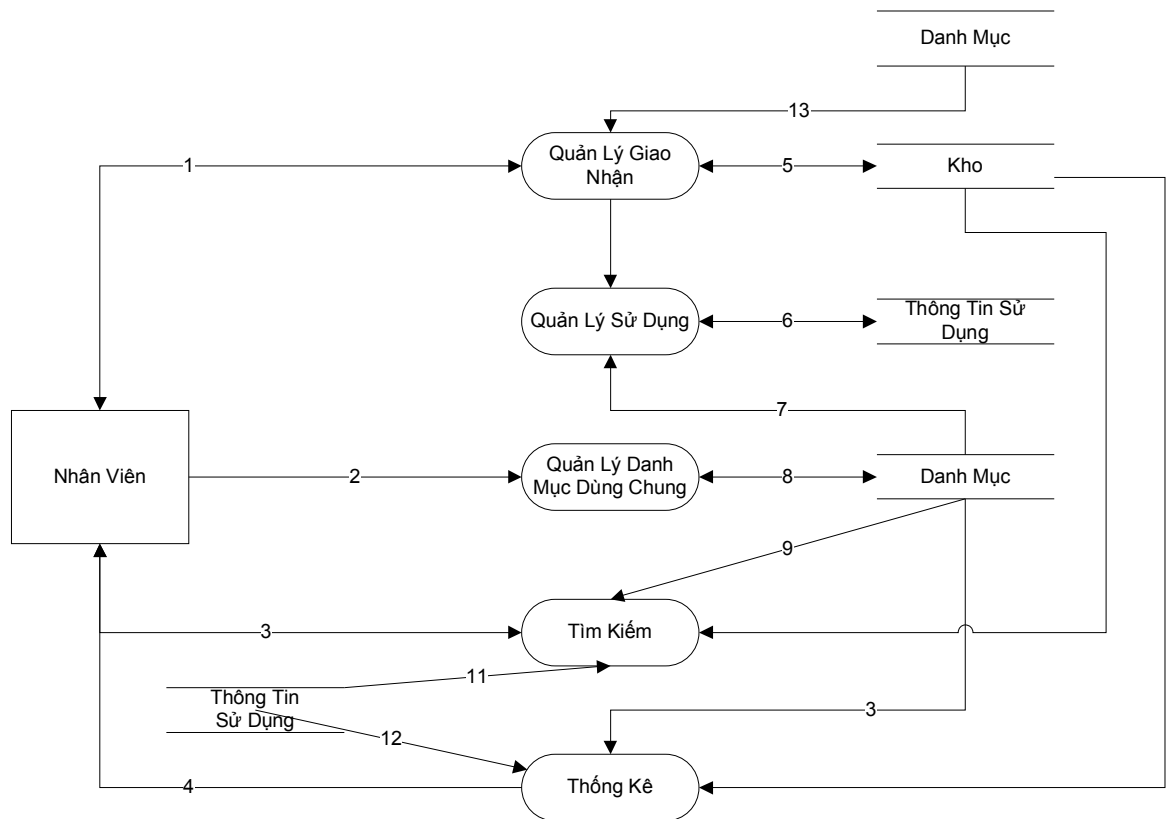 Danh Mục
13
Quản Lý Giao
Nhận
1
5
Kho
Quản Lý Sử Dụng
6
Thông Tin Sử
Dụng
7
Nhân Viên
2
Quản Lý Danh
Mục Dùng Chung
8
Danh Mục
9
3
Tìm Kiếm
11
Thông Tin
Sử Dụng
3
12
4
Thống Kê